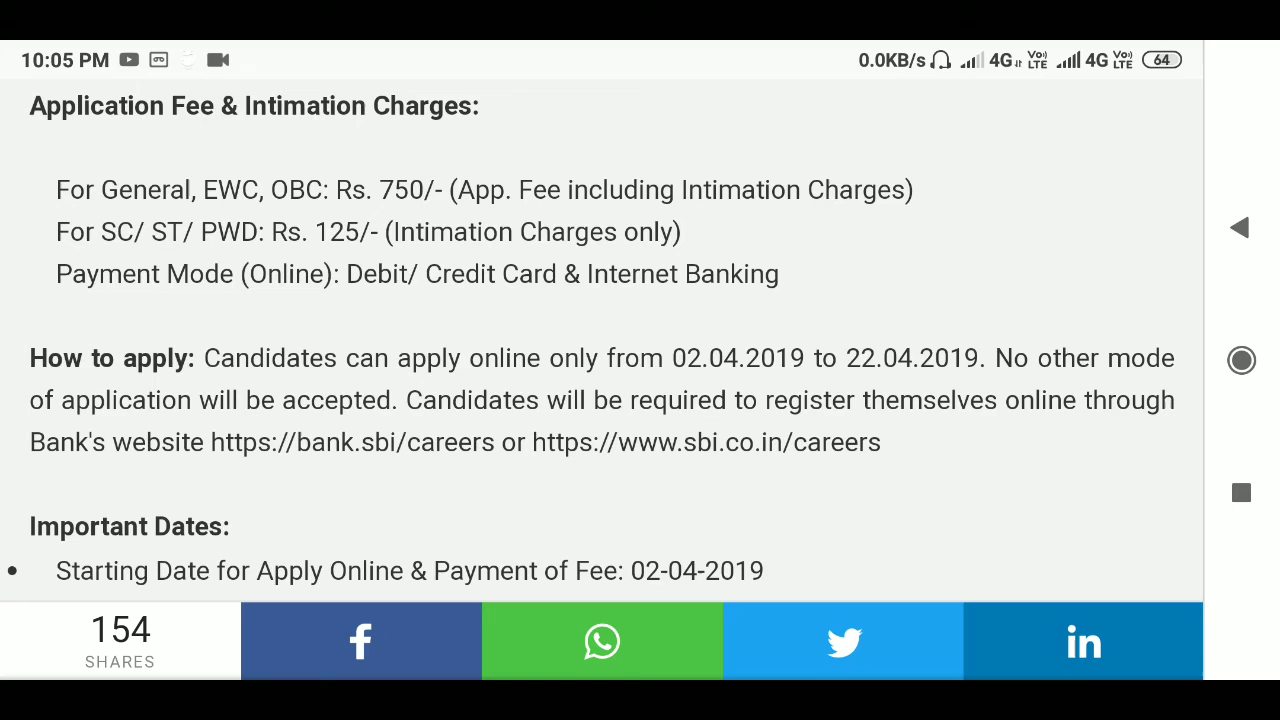 10:05 PM 0.0KB/s 4G Vo)) LTE 4G Vo)) LTE 64
Application Fee & Intimation Charges:
For General, EWC, OBC: Rs. 750/- (App. Fee including Intimation Charges)
For SC/ ST/ PWD: Rs. 125/- (Intimation Charges only)
Payment Mode (Online): Debit/ Credit Card & Internet Banking
How to apply: Candidates can apply online only from 02.04.2019 to 22.04.2019. No other mode
of application will be accepted. Candidates will be required to register themselves online through
Bank's website https://bank.sbi/careers or https://www.sbi.co.in/careers
Important Dates:
• Starting Date for Apply Online & Payment of Fee: 02-04-2019
154
SHARES